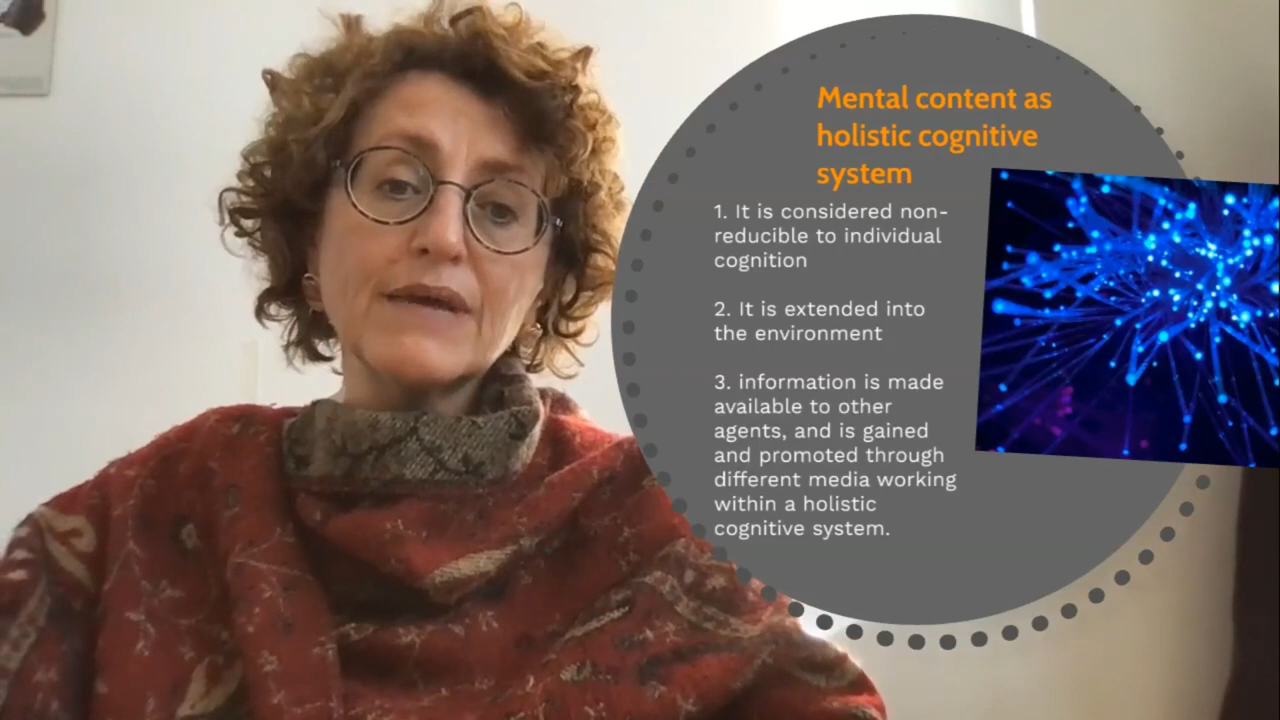 Mental content as
holistic cognitive
system
1. It is considered non-
reducible to individual
cognition
2. It is extended into
the environment
3. information is made
available to other
agents, and is gained
and promoted through
different media working
within a holistic
cognitive system.